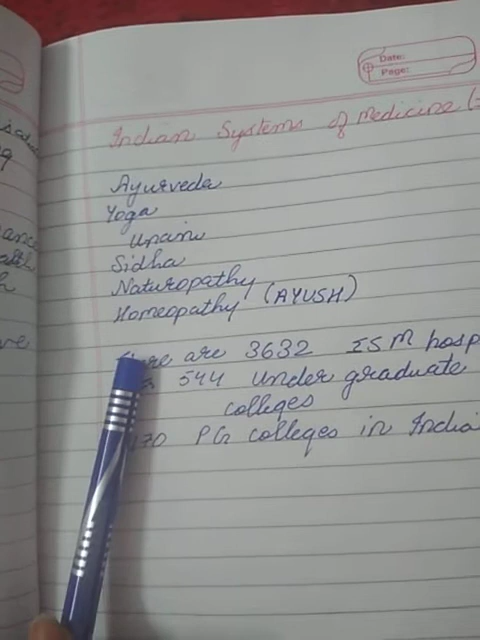 Date:
Page:
Indian Systems of Medicine (
Ayurveda
Yoga
Unani
Sidha
Naturopathy
Homeopathy (AYUSH)
are 3632 ISM hosp
544 under graduate
colleges
PG colleges in India